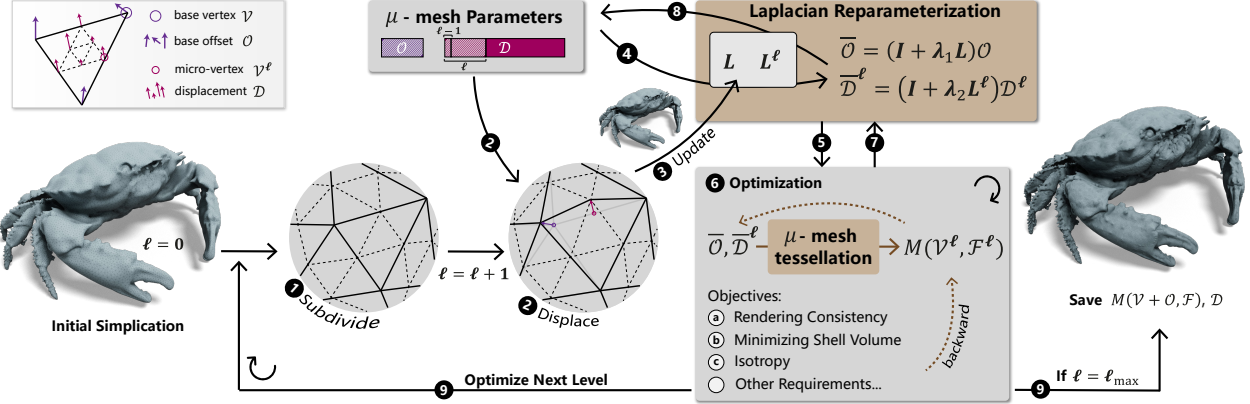 base vertex 𝒱
base offset 𝒪
micro-vertex 𝒱^ℓ
displacement 𝒟
μ - mesh Parameters
𝒪
ℓ−1
𝒟
ℓ
8
4
Laplacian Reparameterization
L L^ℓ
𝒪̅ = (I + λ₁L)𝒪
𝒟̅^ℓ = (I + λ₂L^ℓ)𝒟^ℓ
2
3 Update
5
7
ℓ = 0
Initial Simplication
1 Subdivide
ℓ = ℓ + 1
2 Displace
6 Optimization
𝒪̅, 𝒟̅^ℓ
μ - mesh
tessellation
M(𝒱^ℓ, ℱ^ℓ)
backward
Objectives:
a Rendering Consistency
b Minimizing Shell Volume
c Isotropy
Other Requirements...
9 Optimize Next Level
9 If ℓ = ℓmax
Save M(𝒱 + 𝒪, ℱ), 𝒟